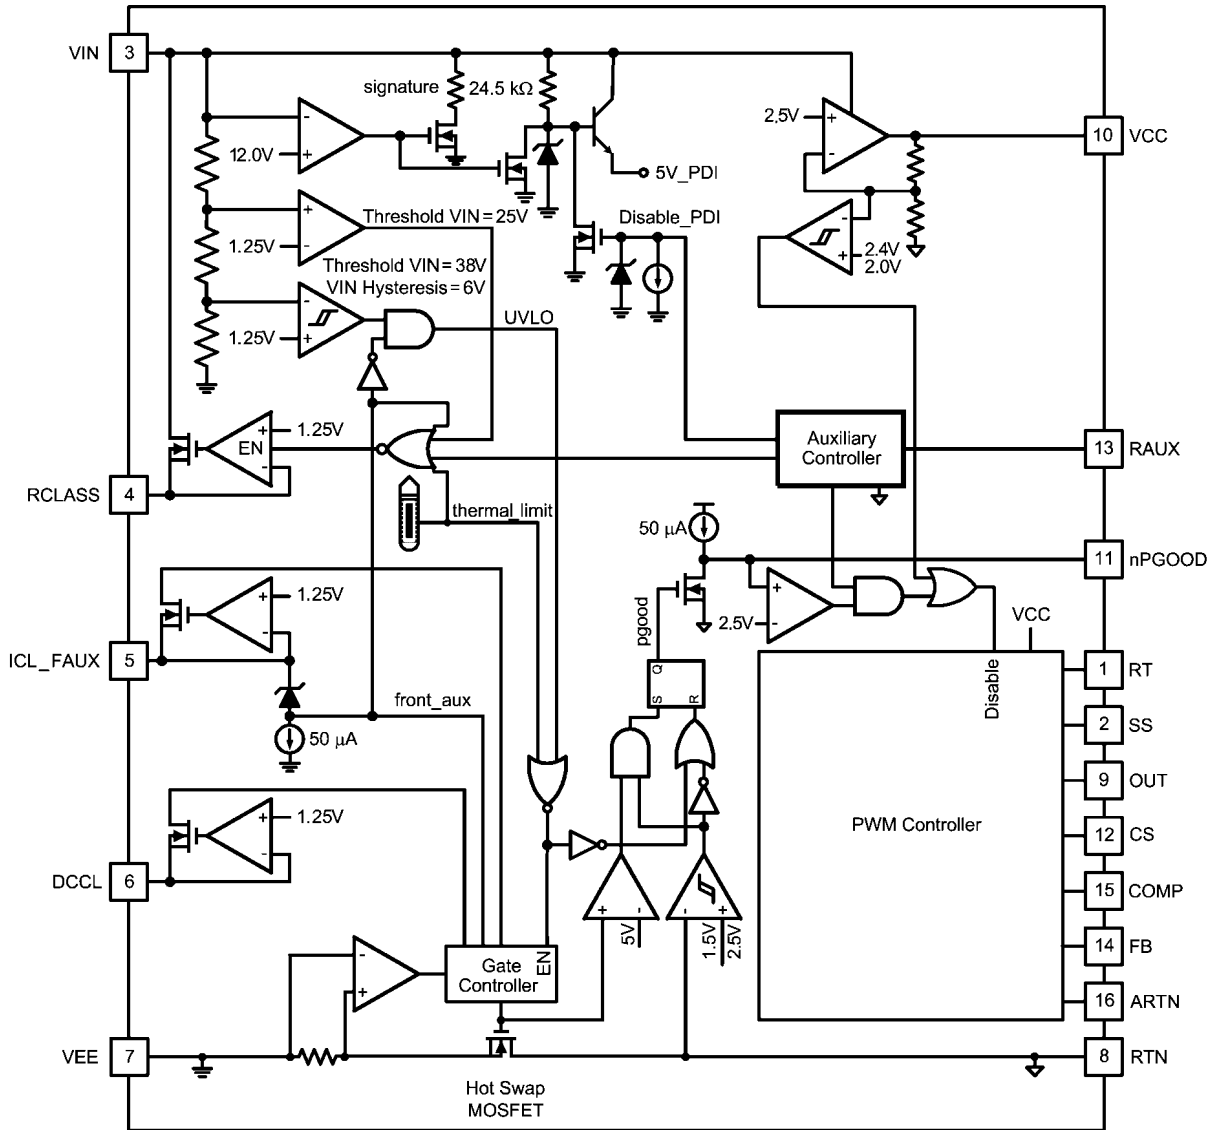 VIN
3
signature
24.5 kΩ
12.0V
-
+
5V_PDI
2.5V
+
-
10
VCC
Threshold VIN = 25V
+
1.25V
-
Disable_PDI
-
+
2.4V
2.0V
Threshold VIN = 38V
VIN Hysteresis = 6V
-
1.25V
+
UVLO
+
1.25V
EN
-
RCLASS
4
Auxiliary
Controller
13
RAUX
thermal_limit
50 µA
11
nPGOOD
+
2.5V
-
+
1.25V
-
ICL_FAUX
5
pgood
Q
S
R
VCC
Disable
front_aux
50 µA
1
RT
2
SS
9
OUT
PWM Controller
12
CS
15
COMP
14
FB
16
ARTN
+
1.25V
-
DCCL
6
+
-
5V
-
+
1.5V
2.5V
-
+
Gate
Controller
EN
VEE
7
8
RTN
Hot Swap
MOSFET